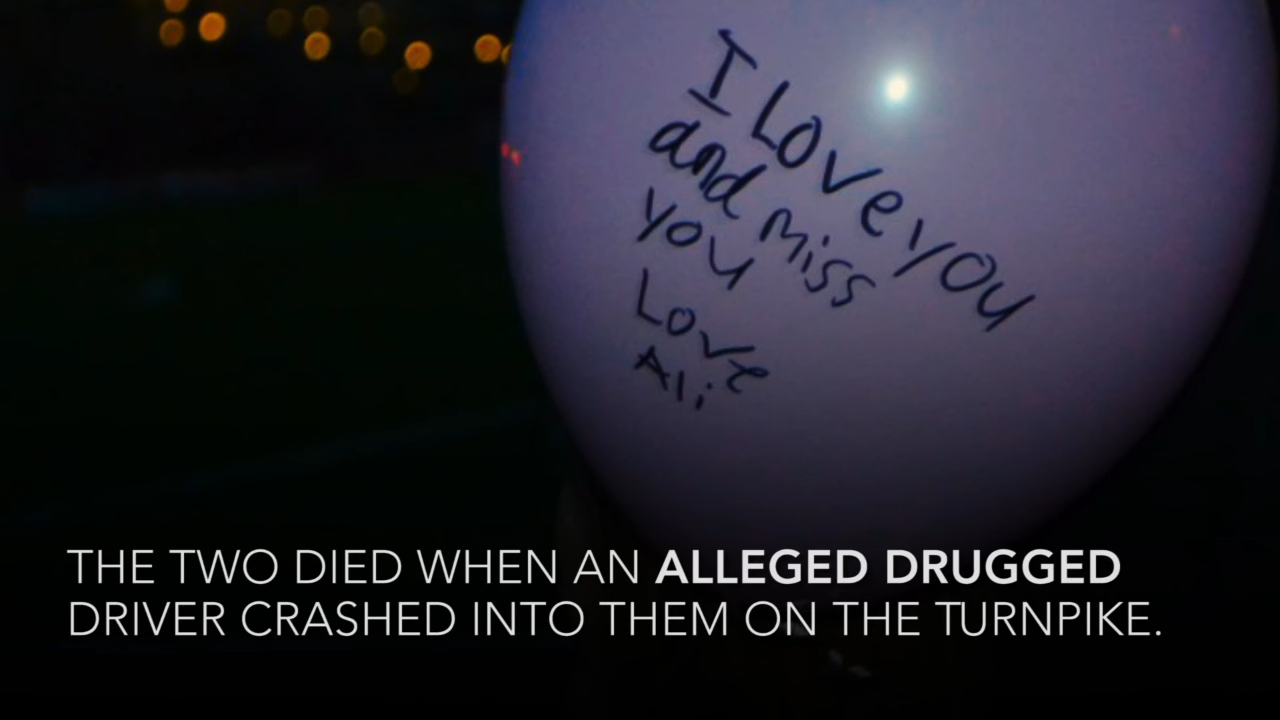 I Love you
and miss
you
Love
Ali
THE TWO DIED WHEN AN ALLEGED DRUGGED
DRIVER CRASHED INTO THEM ON THE TURNPIKE.